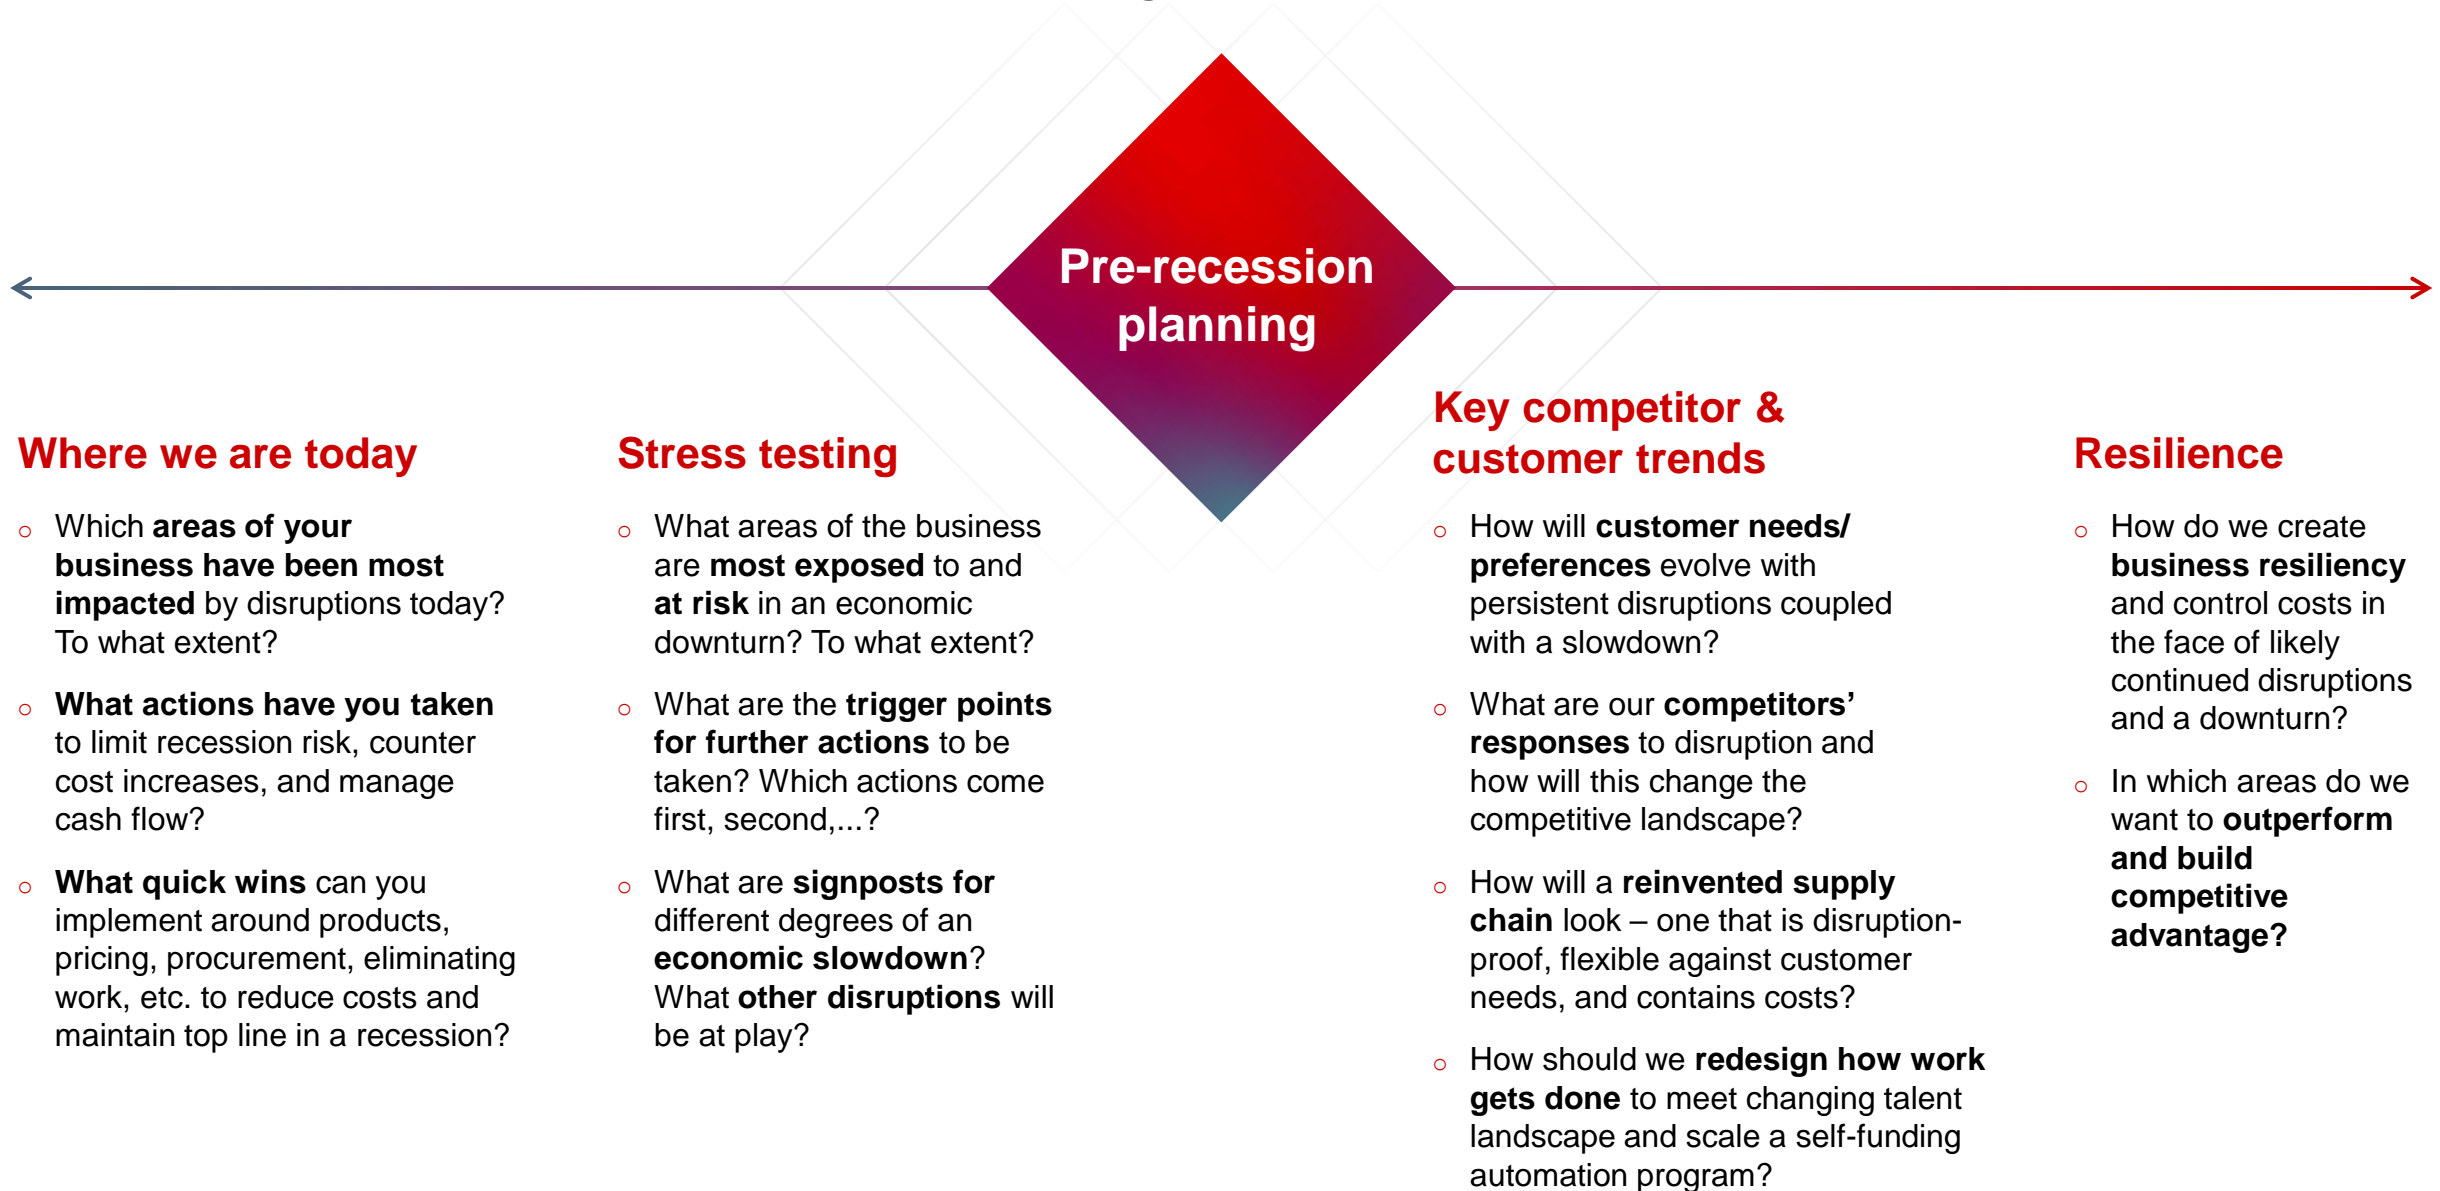 Pre-recession
planning
Where we are today
○ Which areas of your
business have been most
impacted by disruptions today?
To what extent?
○ What actions have you taken
to limit recession risk, counter
cost increases, and manage
cash flow?
○ What quick wins can you
implement around products,
pricing, procurement, eliminating
work, etc. to reduce costs and
maintain top line in a recession?
Stress testing
○ What areas of the business
are most exposed to and
at risk in an economic
downturn? To what extent?
○ What are the trigger points
for further actions to be
taken? Which actions come
first, second,...?
○ What are signposts for
different degrees of an
economic slowdown?
What other disruptions will
be at play?
Key competitor &
customer trends
○ How will customer needs/
preferences evolve with
persistent disruptions coupled
with a slowdown?
○ What are our competitors’
responses to disruption and
how will this change the
competitive landscape?
○ How will a reinvented supply
chain look – one that is disruption-
proof, flexible against customer
needs, and contains costs?
○ How should we redesign how work
gets done to meet changing talent
landscape and scale a self-funding
automation program?
Resilience
○ How do we create
business resiliency
and control costs in
the face of likely
continued disruptions
and a downturn?
○ In which areas do we
want to outperform
and build
competitive
advantage?